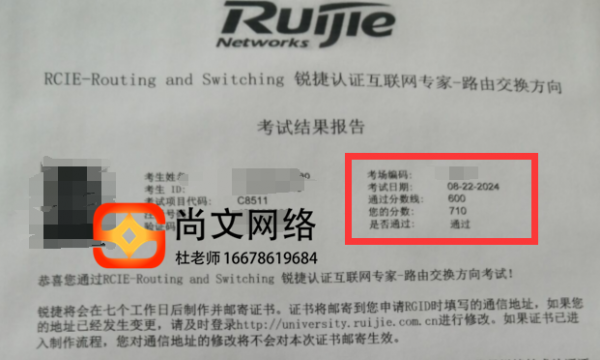 Ruijie
Networks
RCIE-Routing and Switching 锐捷认证互联网专家-路由交换方向
考试结果报告
考生姓名
考生 ID:
考试项目代码: C8511
验证码
考场编码:
考试日期: 08-22-2024
通过分数线: 600
您的分数: 710
是否通过: 通过
尚文网络
杜老师 16678619684
恭喜您通过RCIE-Routing and Switching 锐捷认证互联网专家-路由交换方向考试!
锐捷将会在七个工作日后制作并邮寄证书。证书将邮寄到您申请RGID时填写的通信地址, 如果您
的地址已经发生变更, 请及时登录http://university.ruijie.com.cn进行修改。如果证书已进
入制作流程, 您对通信地址的修改将不会对本次证书邮寄生效。